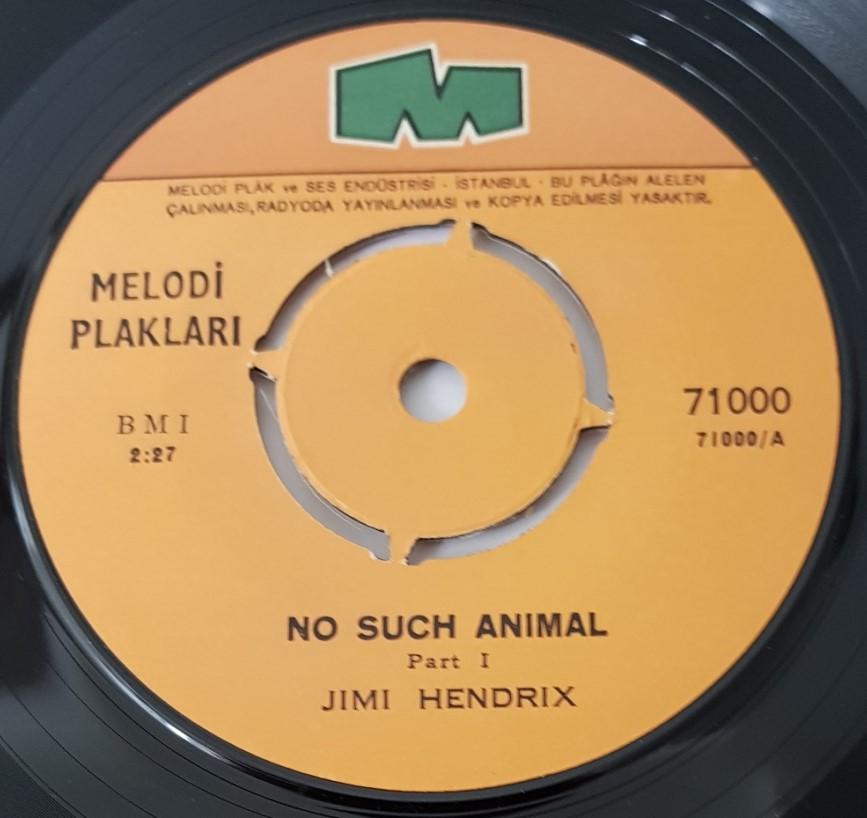 M
MELODİ PLAK ve SES ENDÜSTRİSİ - İSTANBUL - BU PLÂĞIN ALELEN
ÇALINMASI, RADYODA YAYINLANMASI ve KOPYA EDİLMESİ YASAKTIR.
MELODİ
PLAKLARI
BMI
2:27
71000
71000/A
NO SUCH ANIMAL
Part I
JIMI HENDRIX